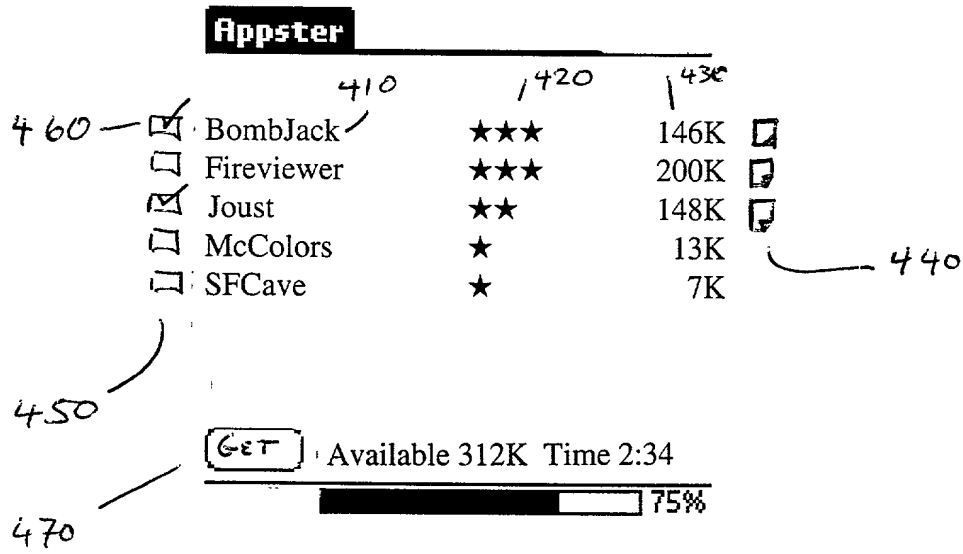 Appster
410 420 430
460 BombJack ★★★ 146K
Fireviewer ★★★ 200K
Joust ★★ 148K
McColors ★ 13K
440
SFCave ★ 7K
450
GET Available 312K Time 2:34
75%
470